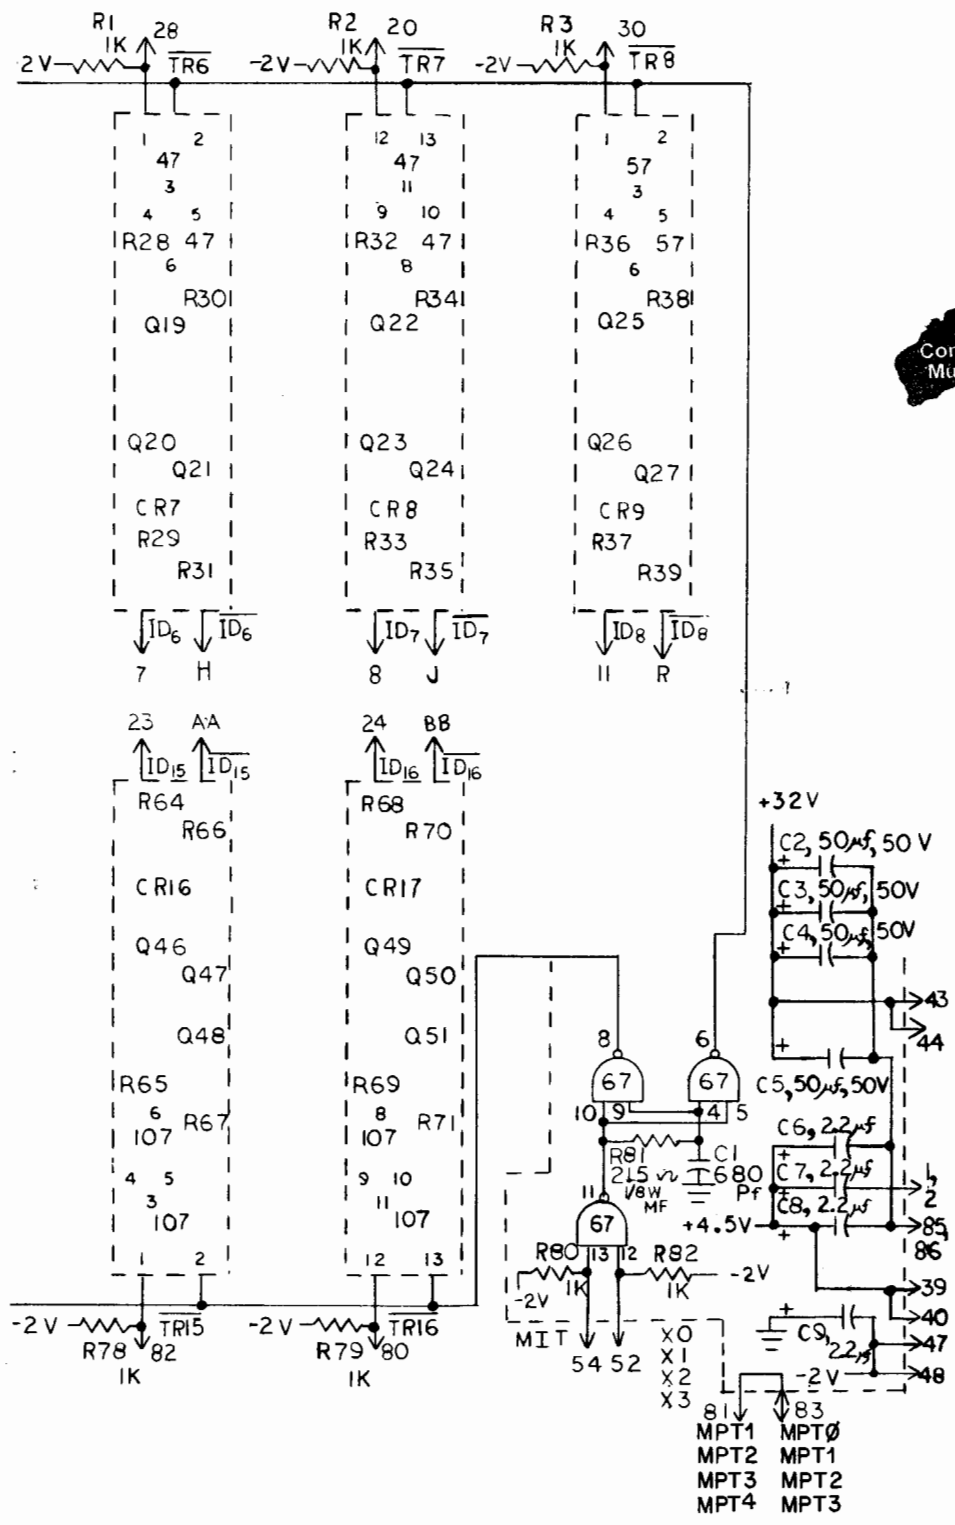 R1 28 R2 20 R3 30
1K 1K 1K
2V TR6 -2V TR7 -2V TR8
1 2 12 13 1 2
47 47 57
3 11 3
4 5 9 10 4 5
R28 47 R32 47 R36 57
6 8 6
R30 R34 R38
Q19 Q22 Q25
Q20 Q23 Q26
Q21 Q24 Q27
CR7 CR8 CR9
R29 R33 R37
R31 R35 R39
ID6 ID6 ID7 ID7 ID8 ID8
7 H 8 J 11 R
23 AA 24 BB
ID15 ID15 ID16 ID16
R64 R68
R66 R70
CR16 CR17
Q46 Q49
Q47 Q50
Q48 Q51
R65 R69
6 R67 8 R71
107 107
4 5 9 10
3 11
107 107
1 2 12 13
-2V TR15 -2V TR16
R78 82 R79 80
1K 1K
+32V
+ C2, 50μf, 50V
+ C3, 50μf, 50V
+ C4, 50μf, 50V
43
44
+
C5, 50μf, 50V
8 6
67 67
10 9 4 5
R81 C1
215 Ω 680
1/8W Pf
MF
11
67
13 12
R80 R82
1K 1K
-2V -2V
C6, 2.2μf
+
C7, 2.2μf 1,
+ 2
C8, 2.2μf
+4.5V + 85,
86
39
40
+ C9, 47
2.2μf
-2V 48
MIT
54 52
X0
X1
X2
X3
81 83
MPT1 MPTØ
MPT2 MPT1
MPT3 MPT2
MPT4 MPT3